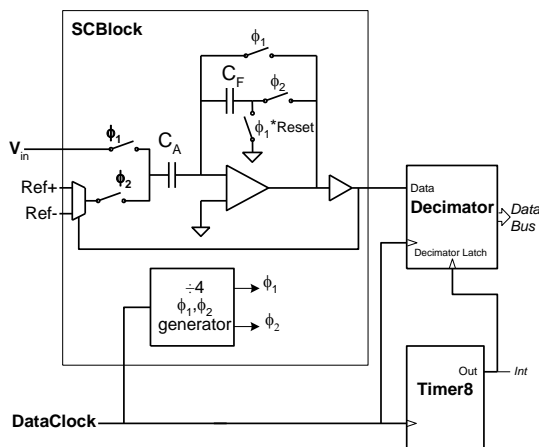 SCBlock
ϕ1
CF
ϕ2
ϕ1*Reset
ϕ1
Vin
CA
Ref+
ϕ2
Ref-
Data
Decimator
Data
Bus
Decimator Latch
÷4
ϕ1,ϕ2
generator
ϕ1
ϕ2
Out
Int
Timer8
DataClock